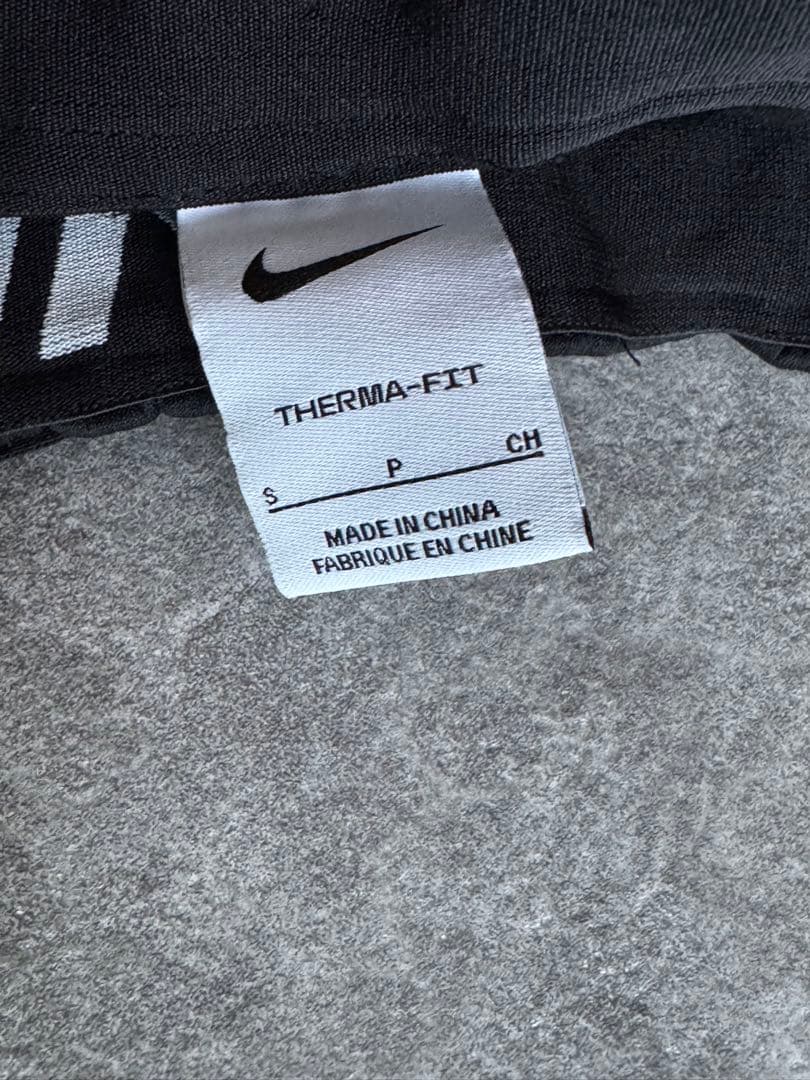 THERMA-FIT
S P CH
MADE IN CHINA
FABRIQUE EN CHINE